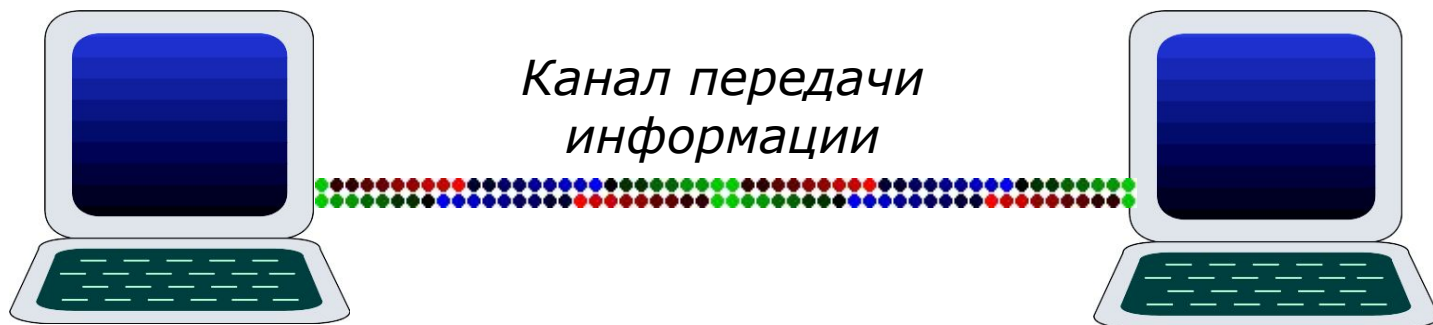 Канал передачи
информации